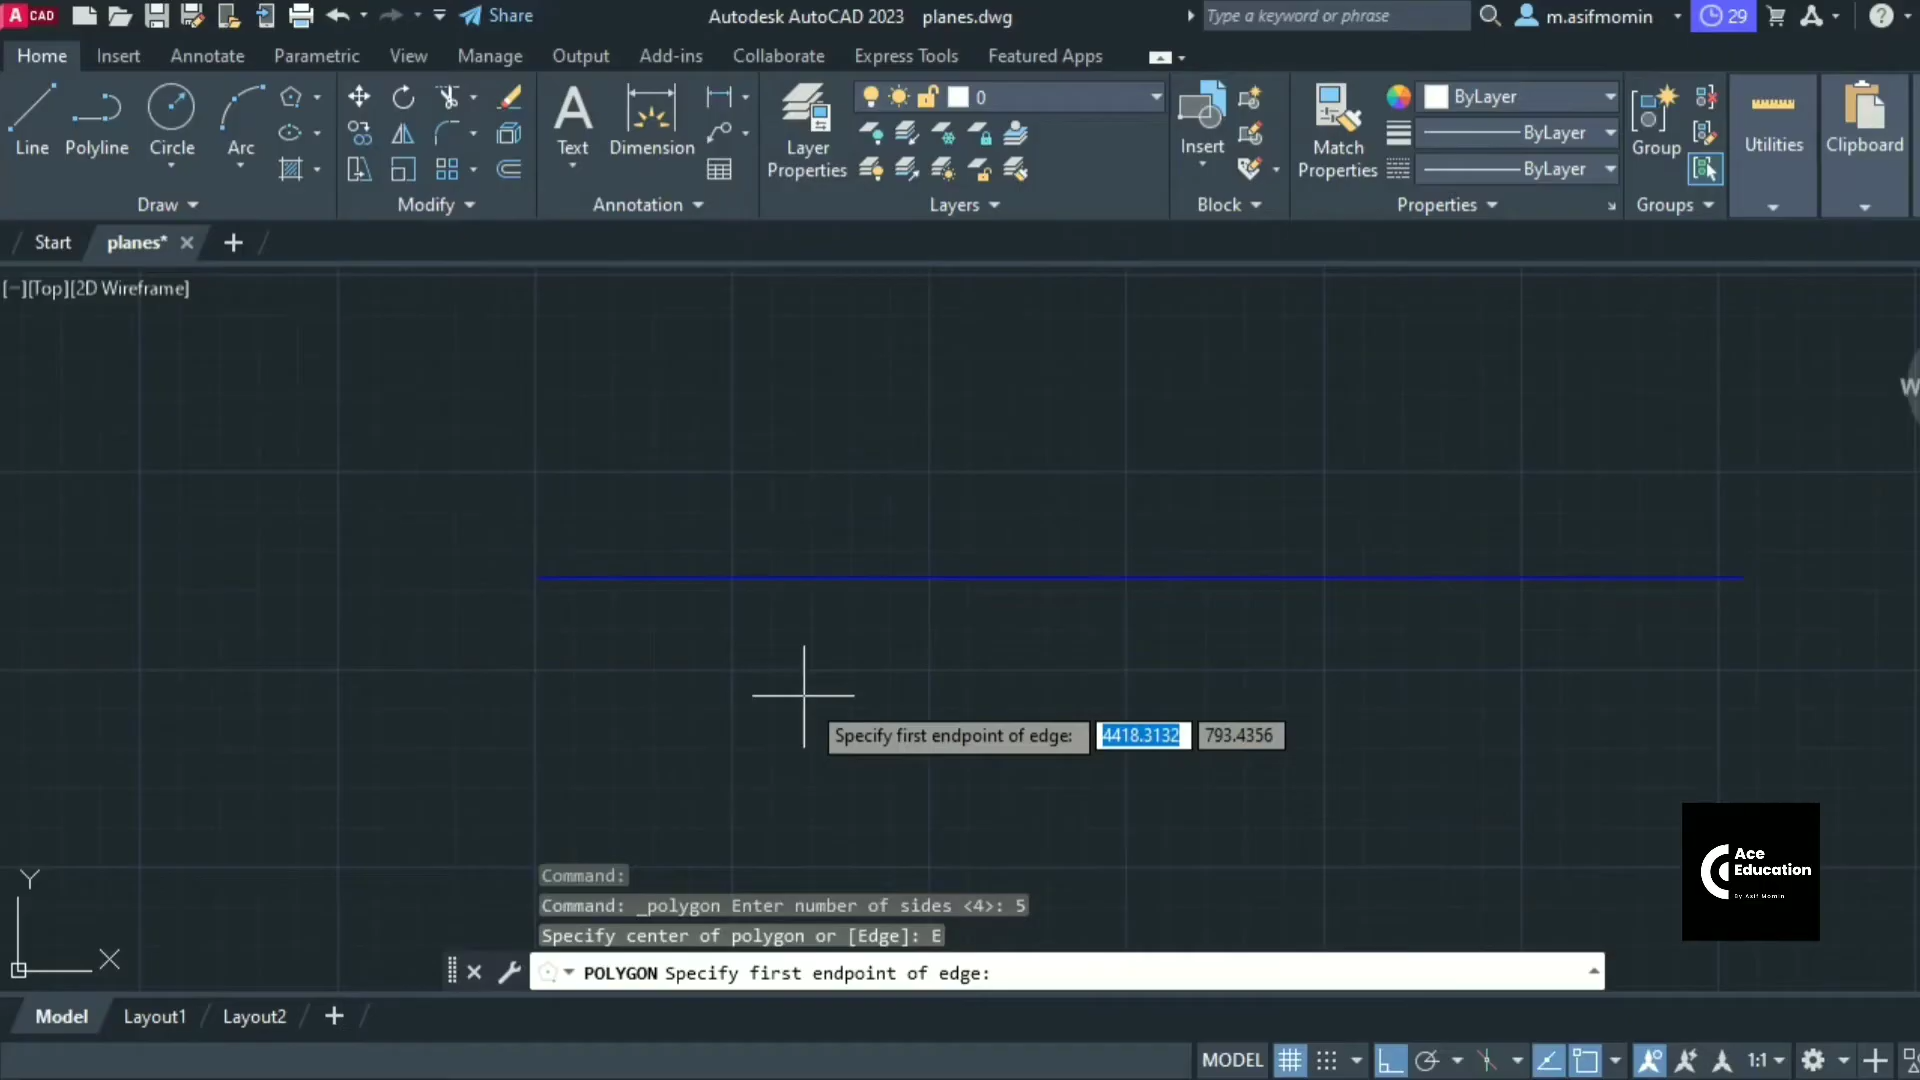 A CAD
Share
Autodesk AutoCAD 2023 planes.dwg
Type a keyword or phrase
m.asifmomin
29
Home Insert Annotate Parametric View Manage Output Add-ins Collaborate Express Tools Featured Apps
Line Polyline Circle Arc
Draw
Modify
A
Text Dimension
Annotation
Layer
Properties
0
Layers
Insert
Block
Match
Properties
ByLayer
ByLayer
ByLayer
Properties
Group
Groups
Utilities
Clipboard
Start planes*
[−][Top][2D Wireframe]
W
Specify first endpoint of edge: 4418.3132 793.4356
Ace
Education
By Asif Momin
Y
X
Command:
Command: _polygon Enter number of sides <4>: 5
Specify center of polygon or [Edge]: E
POLYGON Specify first endpoint of edge:
Model Layout1 Layout2
MODEL
1:1